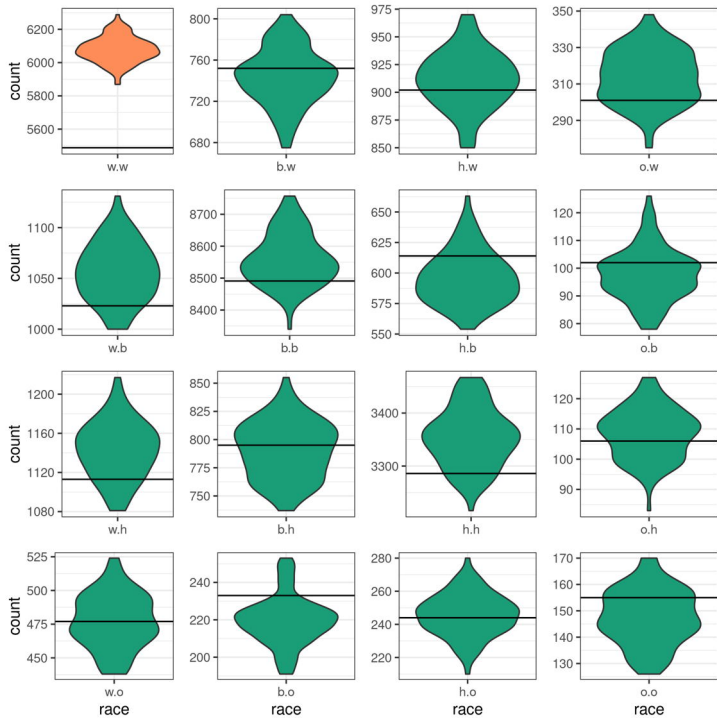 count
6200
6000
5800
5600
w.w
800
760
720
680
b.w
975
950
925
900
875
850
h.w
350
330
310
290
o.w
count
1100
1050
1000
w.b
8700
8600
8500
8400
b.b
650
625
600
575
550
h.b
120
110
100
90
80
o.b
count
1200
1160
1120
1080
w.h
850
825
800
775
750
b.h
3400
3300
h.h
120
110
100
90
o.h
count
525
500
475
450
w.o
race
240
220
200
b.o
race
280
260
240
220
h.o
race
170
160
150
140
130
o.o
race